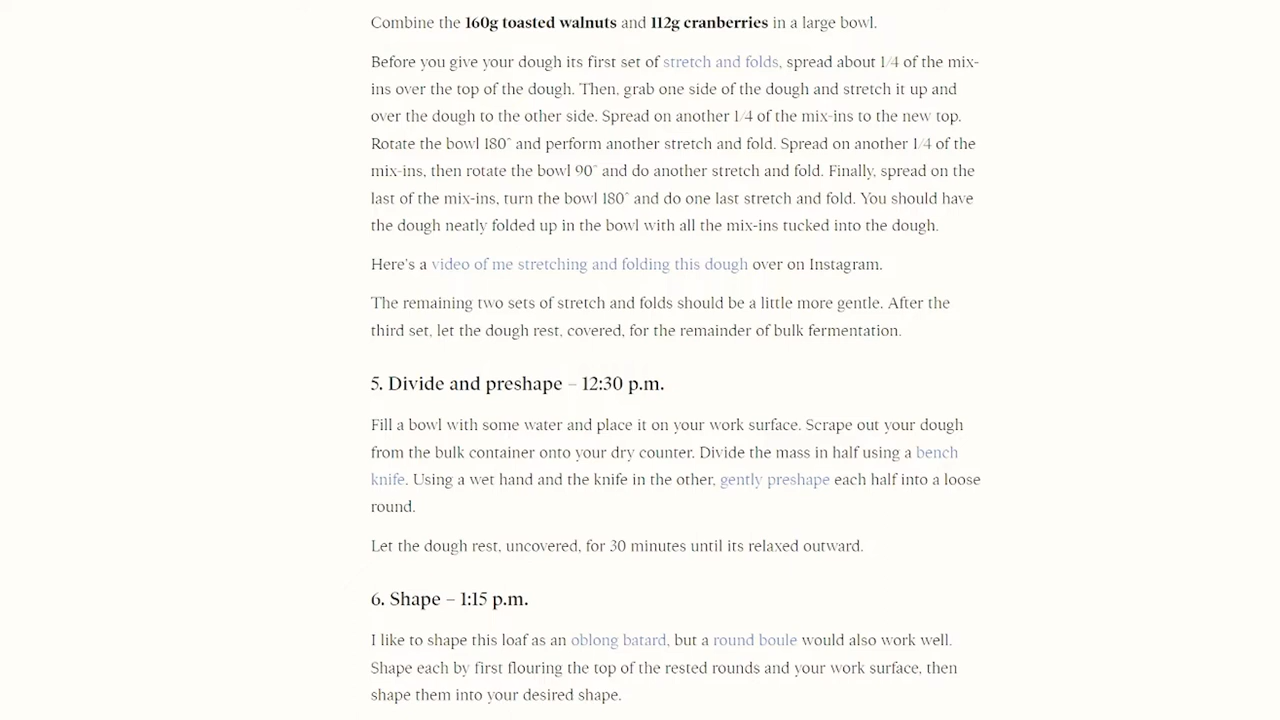 Combine the 160g toasted walnuts and 112g cranberries in a large bowl.
Before you give your dough its first set of stretch and folds, spread about 1/4 of the mix-
ins over the top of the dough. Then, grab one side of the dough and stretch it up and
over the dough to the other side. Spread on another 1/4 of the mix-ins to the new top.
Rotate the bowl 180° and perform another stretch and fold. Spread on another 1/4 of the
mix-ins, then rotate the bowl 90° and do another stretch and fold. Finally, spread on the
last of the mix-ins, turn the bowl 180° and do one last stretch and fold. You should have
the dough neatly folded up in the bowl with all the mix-ins tucked into the dough.
Here's a video of me stretching and folding this dough over on Instagram.
The remaining two sets of stretch and folds should be a little more gentle. After the
third set, let the dough rest, covered, for the remainder of bulk fermentation.
5. Divide and preshape – 12:30 p.m.
Fill a bowl with some water and place it on your work surface. Scrape out your dough
from the bulk container onto your dry counter. Divide the mass in half using a bench
knife. Using a wet hand and the knife in the other, gently preshape each half into a loose
round.
Let the dough rest, uncovered, for 30 minutes until its relaxed outward.
6. Shape – 1:15 p.m.
I like to shape this loaf as an oblong batard, but a round boule would also work well.
Shape each by first flouring the top of the rested rounds and your work surface, then
shape them into your desired shape.